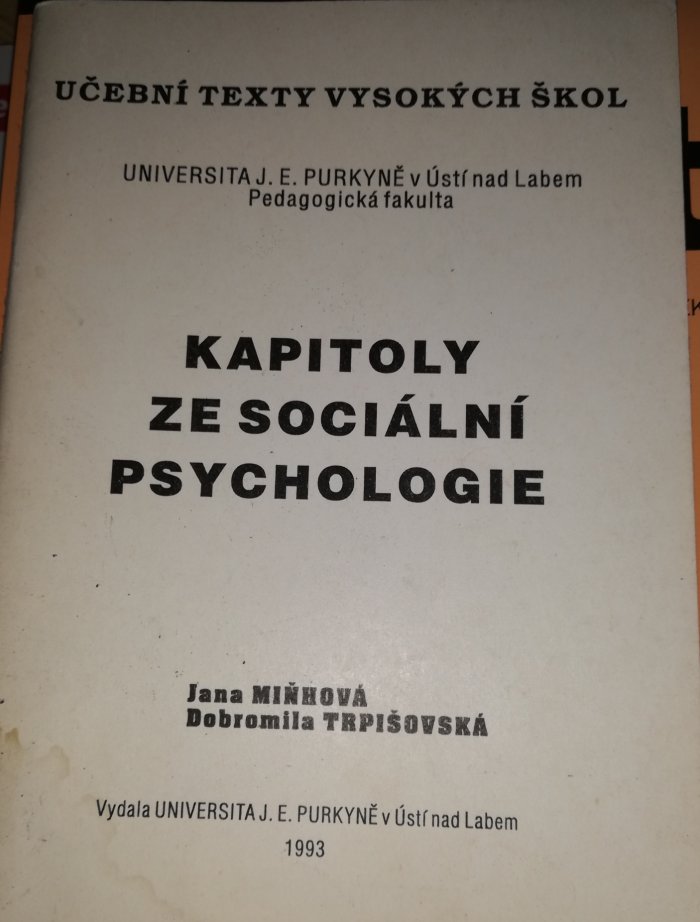 UČEBNÍ TEXTY VYSOKÝCH ŠKOL
UNIVERSITA J. E. PURKYNĚ v Ústí nad Labem
Pedagogická fakulta
KAPITOLY
ZE SOCIÁLNÍ
PSYCHOLOGIE
Jana MIŇHOVÁ
Dobromila TRPIŠOVSKÁ
Vydala UNIVERSITA J. E. PURKYNĚ v Ústí nad Labem
1993